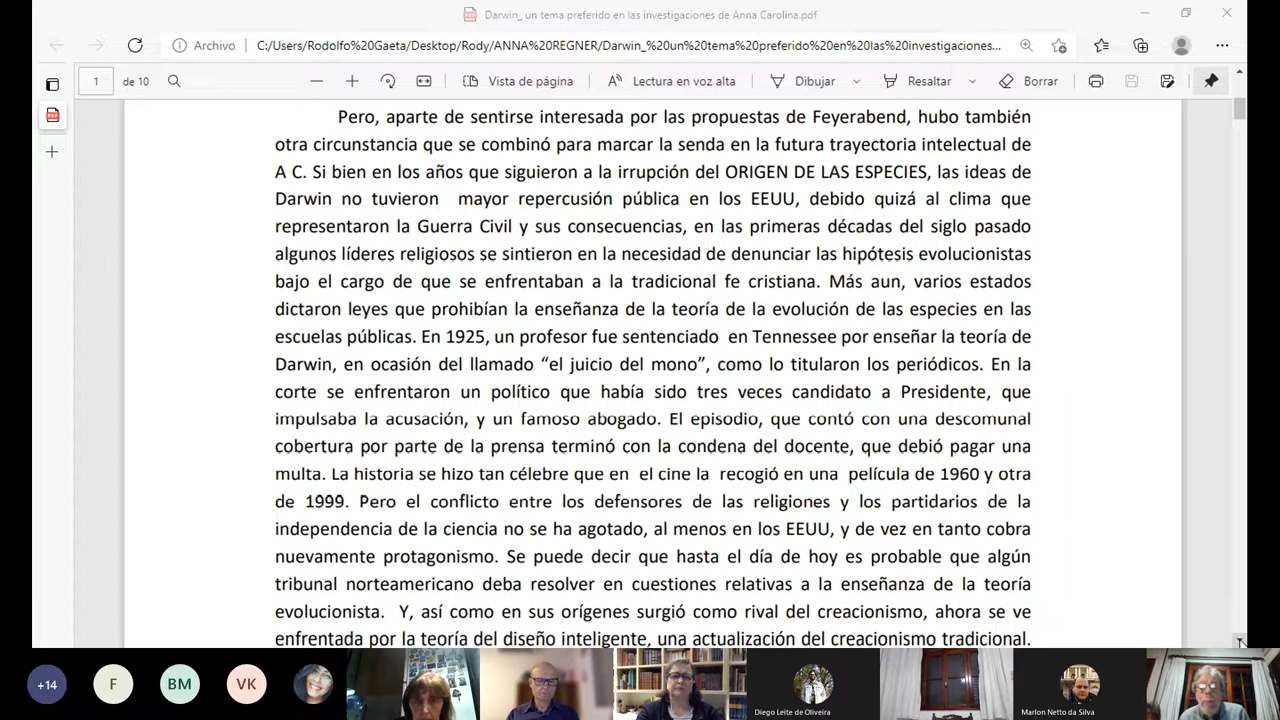 Darwin_ un tema preferido en las investigaciones de Anna Carolina.pdf
Archivo C:/Users/Rodolfo%20Gaeta/Desktop/Rody/ANNA%20REGNER/Darwin_%20un%20tema%20preferido%20en%20las%20investigaciones...
1 de 10 Vista de página Lectura en voz alta Dibujar Resaltar Borrar
Pero, aparte de sentirse interesada por las propuestas de Feyerabend, hubo también
otra circunstancia que se combinó para marcar la senda en la futura trayectoria intelectual de
A C. Si bien en los años que siguieron a la irrupción del ORIGEN DE LAS ESPECIES, las ideas de
Darwin no tuvieron mayor repercusión pública en los EEUU, debido quizá al clima que
representaron la Guerra Civil y sus consecuencias, en las primeras décadas del siglo pasado
algunos líderes religiosos se sintieron en la necesidad de denunciar las hipótesis evolucionistas
bajo el cargo de que se enfrentaban a la tradicional fe cristiana. Más aun, varios estados
dictaron leyes que prohibían la enseñanza de la teoría de la evolución de las especies en las
escuelas públicas. En 1925, un profesor fue sentenciado en Tennessee por enseñar la teoría de
Darwin, en ocasión del llamado “el juicio del mono”, como lo titularon los periódicos. En la
corte se enfrentaron un político que había sido tres veces candidato a Presidente, que
impulsaba la acusación, y un famoso abogado. El episodio, que contó con una descomunal
cobertura por parte de la prensa terminó con la condena del docente, que debió pagar una
multa. La historia se hizo tan célebre que en el cine la recogió en una película de 1960 y otra
de 1999. Pero el conflicto entre los defensores de las religiones y los partidarios de la
independencia de la ciencia no se ha agotado, al menos en los EEUU, y de vez en tanto cobra
nuevamente protagonismo. Se puede decir que hasta el día de hoy es probable que algún
tribunal norteamericano deba resolver en cuestiones relativas a la enseñanza de la teoría
evolucionista. Y, así como en sus orígenes surgió como rival del creacionismo, ahora se ve
enfrentada por la teoría del diseño inteligente, una actualización del creacionismo tradicional.
+14 F BM VK
Diego Leite de Oliveira
Marlon Netto da Silva